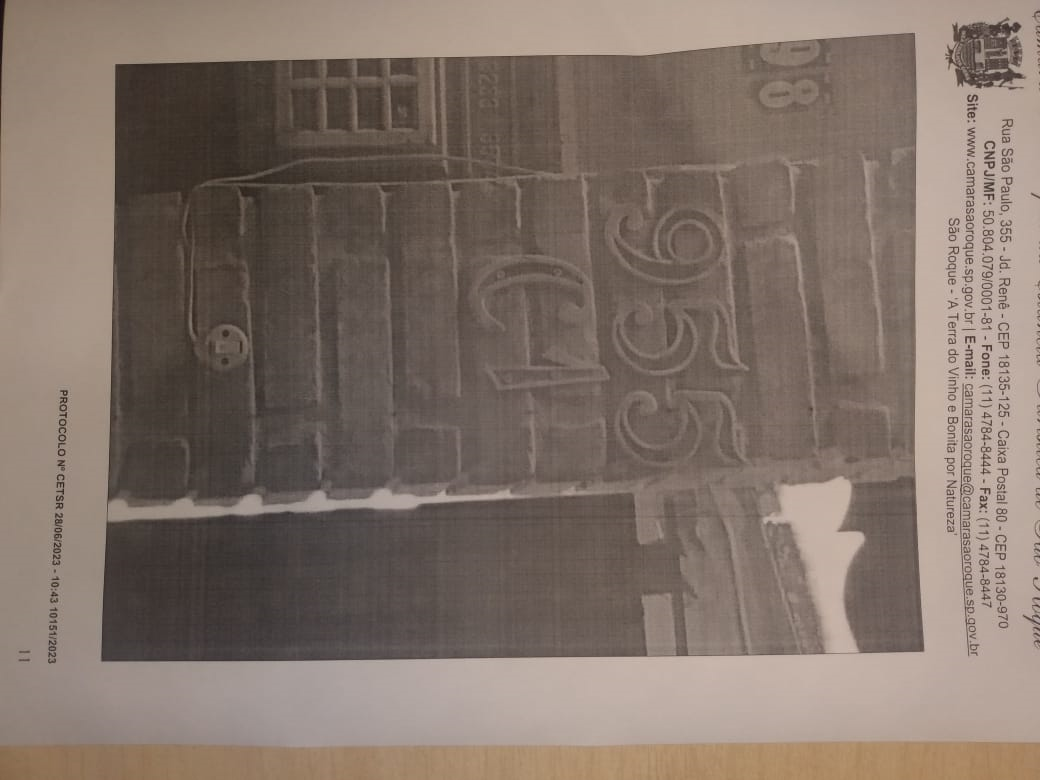 Rua São Paulo, 355 - Jd. Renê - CEP 18135-125 - Caixa Postal 80 - CEP 18130-970
CNPJ/MF: 50.804.079/0001-81 - Fone: (11) 4784-8444 - Fax: (11) 4784-8447
Site: www.camarasaoroque.sp.gov.br | E-mail: camarasaoroque@camarasaoroque.sp.gov.br
São Roque - 'A Terra do Vinho e Bonita por Natureza'
955
C1
PROTOCOLO Nº CETSR 28/06/2023 - 10:43 10151/2023
11